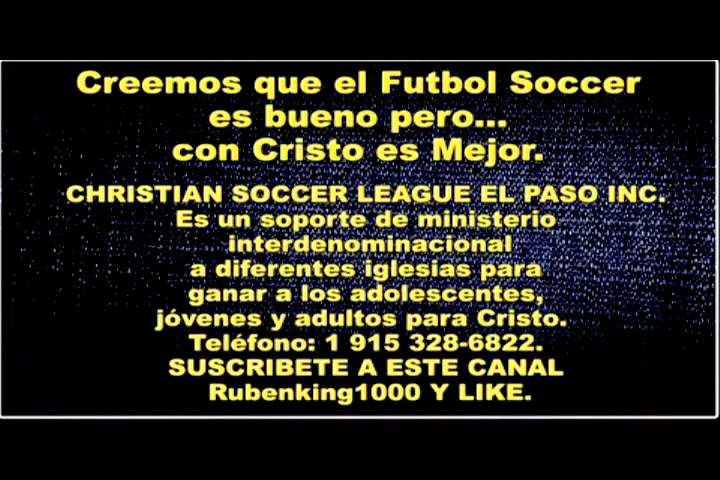 Creemos que el Futbol Soccer
es bueno pero...
con Cristo es Mejor.
CHRISTIAN SOCCER LEAGUE EL PASO INC.
Es un soporte de ministerio
interdenominacional
a diferentes iglesias para
ganar a los adolescentes,
jóvenes y adultos para Cristo.
Teléfono: 1 915 328-6822.
SUSCRIBETE A ESTE CANAL
Rubenking1000 Y LIKE.